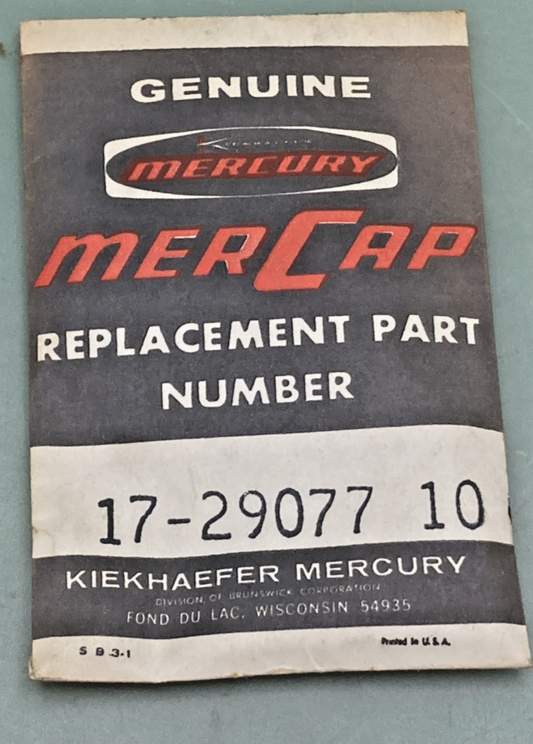 GENUINE
KIEKHAEFER
MERCURY
MERCAP
REPLACEMENT PART
NUMBER
17-29077 10
KIEKHAEFER MERCURY
DIVISION OF BRUNSWICK CORPORATION
FOND DU LAC, WISCONSIN 54935
S B 3-1
Printed in U.S.A.